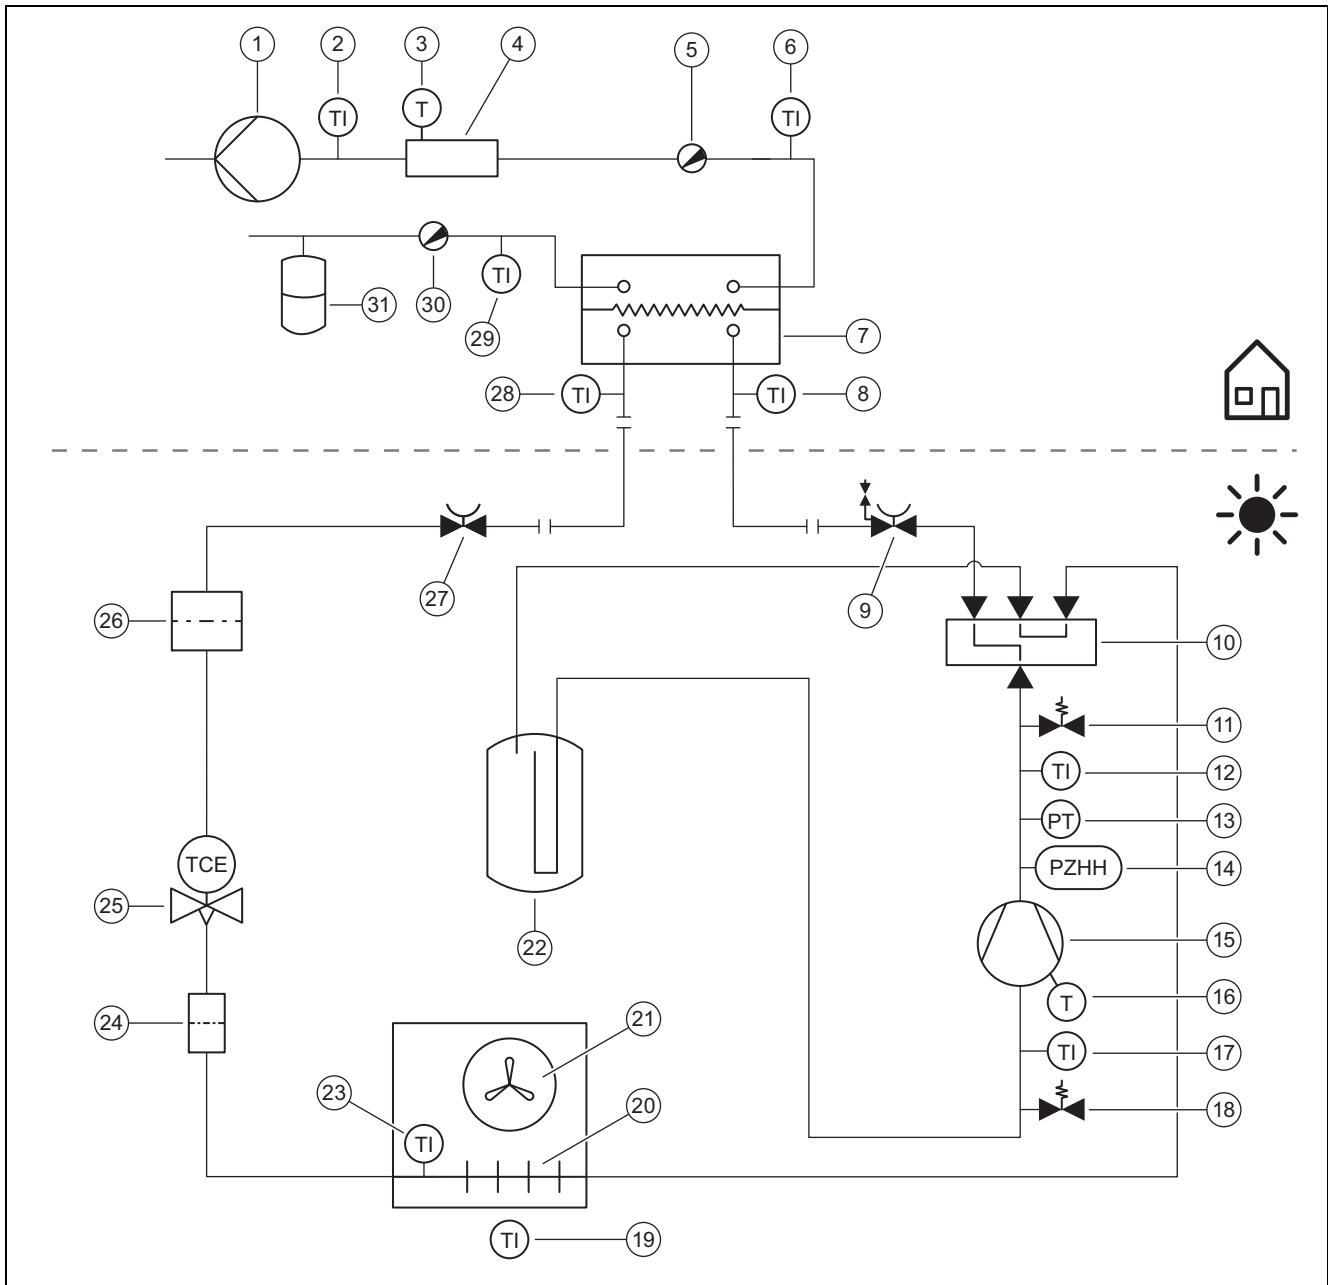 1 2 3 4 5 6
TI T TI
TI
31 30 29 7
28 TI TI 8
27 9
26 10
11
TI 12
PT 13
TCE PZHH 14
25 22 15
T 16
24 21 TI 17
23 20 18
TI
TI 19